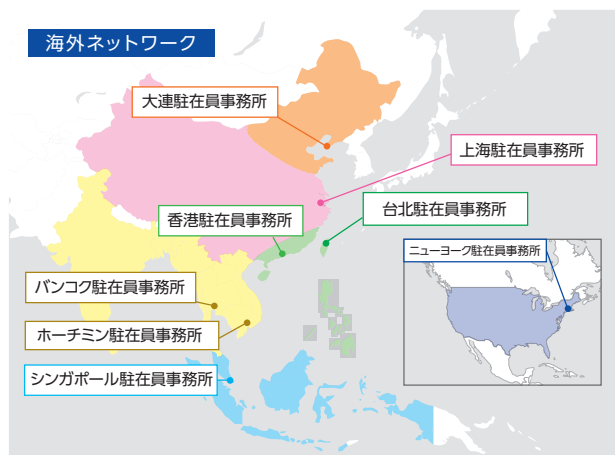 海外ネットワーク
大連駐在員事務所
上海駐在員事務所
台北駐在員事務所
香港駐在員事務所
ニューヨーク駐在員事務所
バンコク駐在員事務所
ホーチミン駐在員事務所
シンガポール駐在員事務所